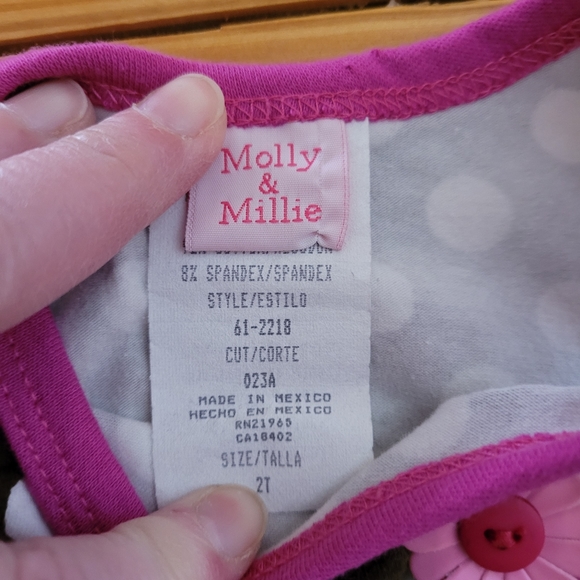 Molly
&
Millie
8% SPANDEX/SPANDEX
STYLE/ESTILO
61-2218
CUT/CORTE
023A
MADE IN MEXICO
HECHO EN MEXICO
RN21965
CA18402
SIZE/TALLA
2T